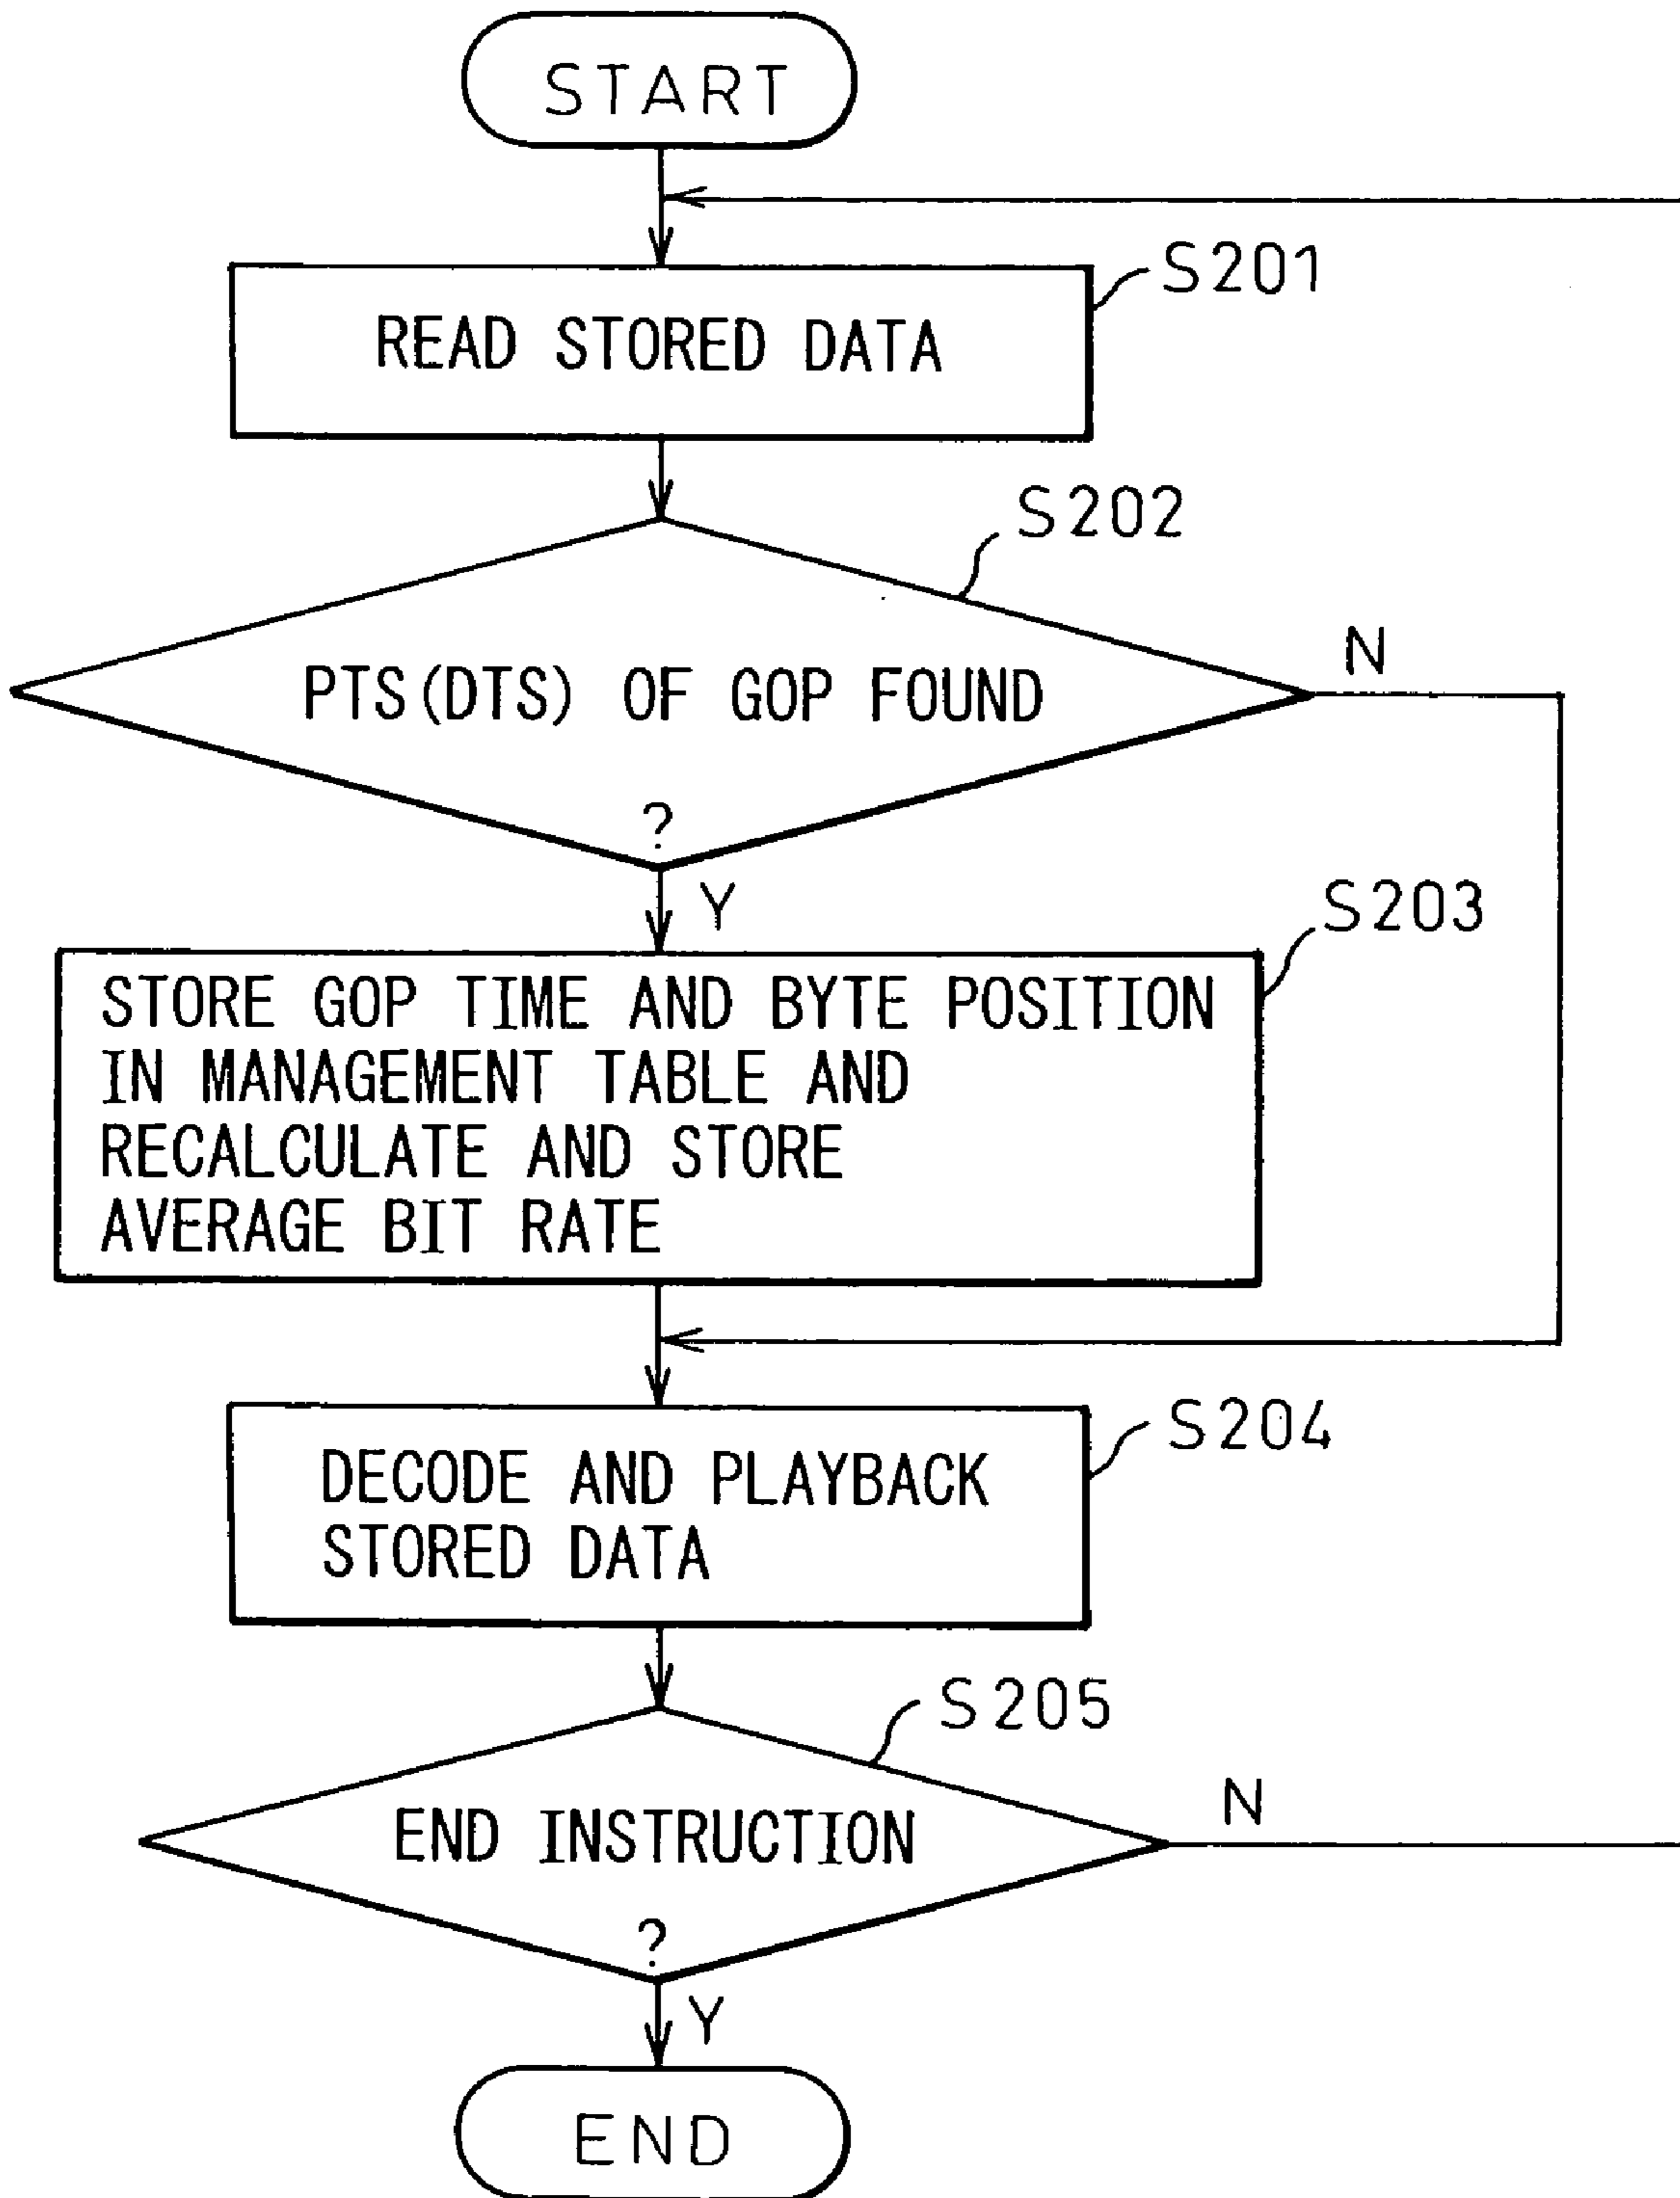 START
S201
READ STORED DATA
S202
PTS(DTS) OF GOP FOUND
?
N
Y
S203
STORE GOP TIME AND BYTE POSITION
IN MANAGEMENT TABLE AND
RECALCULATE AND STORE
AVERAGE BIT RATE
S204
DECODE AND PLAYBACK
STORED DATA
S205
END INSTRUCTION
?
N
Y
END